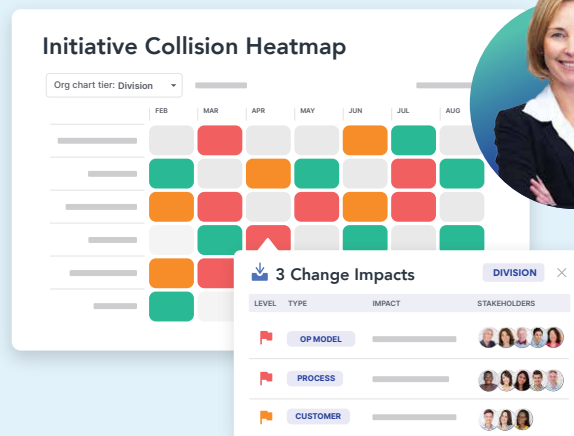 Initiative Collision Heatmap
Org chart tier: Division
FEB MAR APR MAY JUN JUL AUG
3 Change Impacts DIVISION
LEVEL TYPE IMPACT STAKEHOLDERS
OP MODEL
PROCESS
CUSTOMER